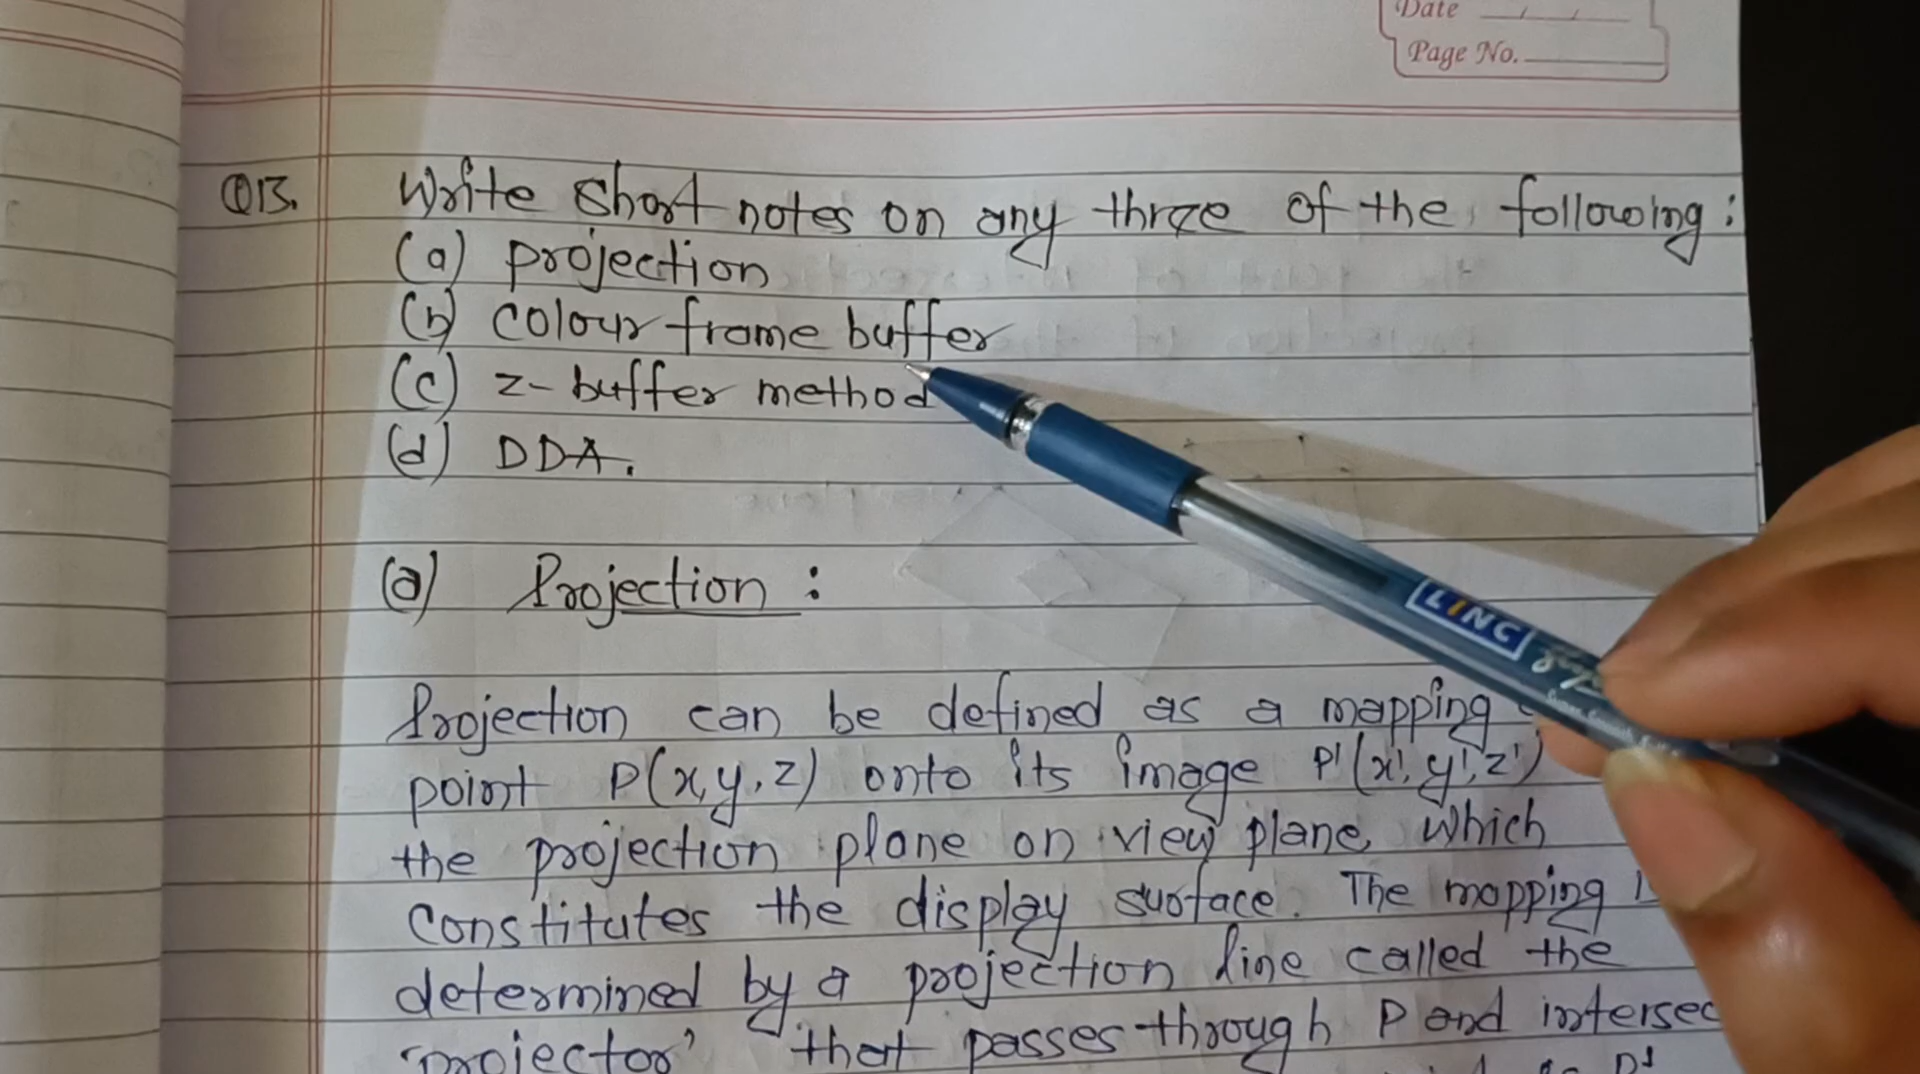 Date
Page No.
Q13. Write short notes on any three of the following:
(a) projection
(b) colour frame buffer
(c) z-buffer method
(d) DDA.
(a) Projection:
Projection can be defined as a mapping
point P(x,y,z) onto its image P'(x',y',z')
the projection plane on view plane, which
constitutes the display surface. The mapping
determined by a projection line called the
'projector' that passes through P and intersec
P'
LINC